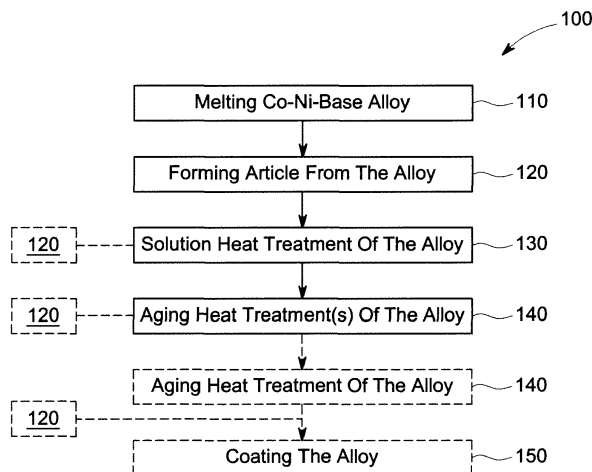 100
Melting Co-Ni-Base Alloy 110
Forming Article From The Alloy 120
120 Solution Heat Treatment Of The Alloy 130
120 Aging Heat Treatment(s) Of The Alloy 140
Aging Heat Treatment Of The Alloy 140
120
Coating The Alloy 150